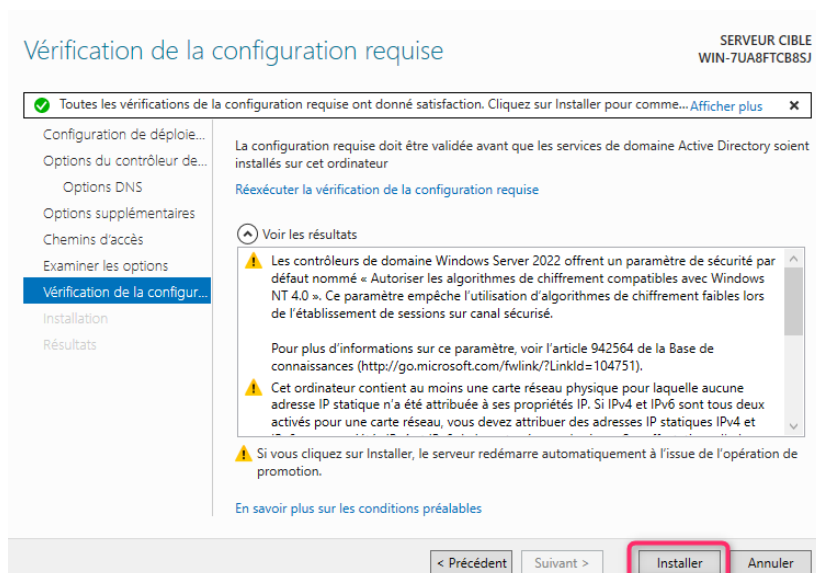 Vérification de la configuration requise
SERVEUR CIBLE
WIN-7UA8FTCB8SJ
Toutes les vérifications de la configuration requise ont donné satisfaction. Cliquez sur Installer pour comme... Afficher plus
Configuration de déploie...
Options du contrôleur de...
Options DNS
Options supplémentaires
Chemins d'accès
Examiner les options
Vérification de la configur...
Installation
Résultats
La configuration requise doit être validée avant que les services de domaine Active Directory soient
installés sur cet ordinateur
Réexécuter la vérification de la configuration requise
Voir les résultats
Les contrôleurs de domaine Windows Server 2022 offrent un paramètre de sécurité par
défaut nommé « Autoriser les algorithmes de chiffrement compatibles avec Windows
NT 4.0 ». Ce paramètre empêche l'utilisation d'algorithmes de chiffrement faibles lors
de l'établissement de sessions sur canal sécurisé.
Pour plus d'informations sur ce paramètre, voir l'article 942564 de la Base de
connaissances (http://go.microsoft.com/fwlink/?LinkId=104751).
Cet ordinateur contient au moins une carte réseau physique pour laquelle aucune
adresse IP statique n'a été attribuée à ses propriétés IP. Si IPv4 et IPv6 sont tous deux
activés pour une carte réseau, vous devez attribuer des adresses IP statiques IPv4 et
Si vous cliquez sur Installer, le serveur redémarre automatiquement à l'issue de l'opération de
promotion.
En savoir plus sur les conditions préalables
< Précédent
Suivant >
Installer
Annuler